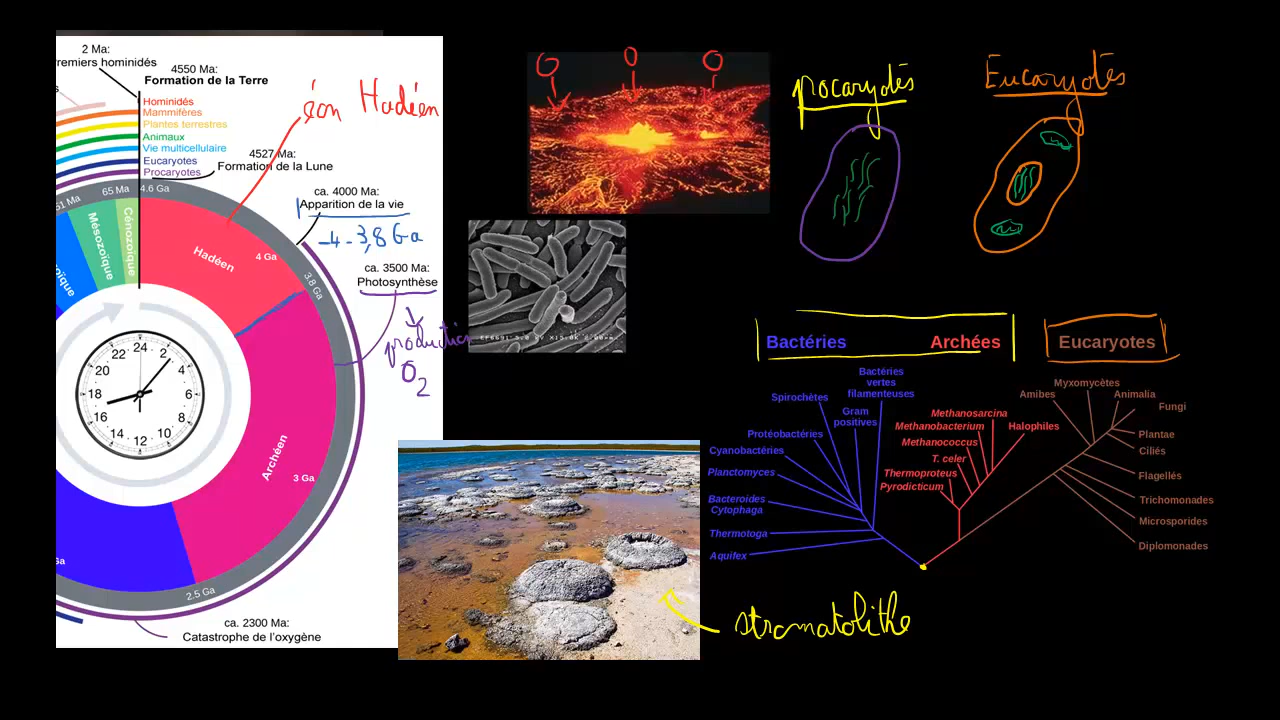 2 Ma:
remiers hominidés
4550 Ma:
Formation de la Terre
Hominidés
Mammifères
Plantes terrestres
Animaux
Vie multicellulaire
Eucaryotes
Procaryotes
4527 Ma:
Formation de la Lune
éon Hadéen
ca. 4000 Ma:
Apparition de la vie
-4 - 3,8 Ga
ca. 3500 Ma:
Photosynthèse
production
O2
51 Ma
65 Ma
4.6 Ga
Mésozoïque
Cénozoïque
Hadéen
4 Ga
3.8 Ga
Archéen
3 Ga
2.5 Ga
24
2
4
6
8
10
12
14
16
18
20
22
ca. 2300 Ma:
Catastrophe de l'oxygène
procaryotés
Eucaryotés
Bactéries
Archées
Eucaryotes
Bactéries
vertes
filamenteuses
Spirochètes
Gram
positives
Protéobactéries
Cyanobactéries
Planctomyces
Bacteroides
Cytophaga
Thermotoga
Aquifex
Methanosarcina
Methanobacterium
Halophiles
Methanococcus
T. celer
Thermoproteus
Pyrodicticum
Myxomycètes
Amibes
Animalia
Fungi
Plantae
Ciliés
Flagellés
Trichomonades
Microsporides
Diplomonades
stromatolithe